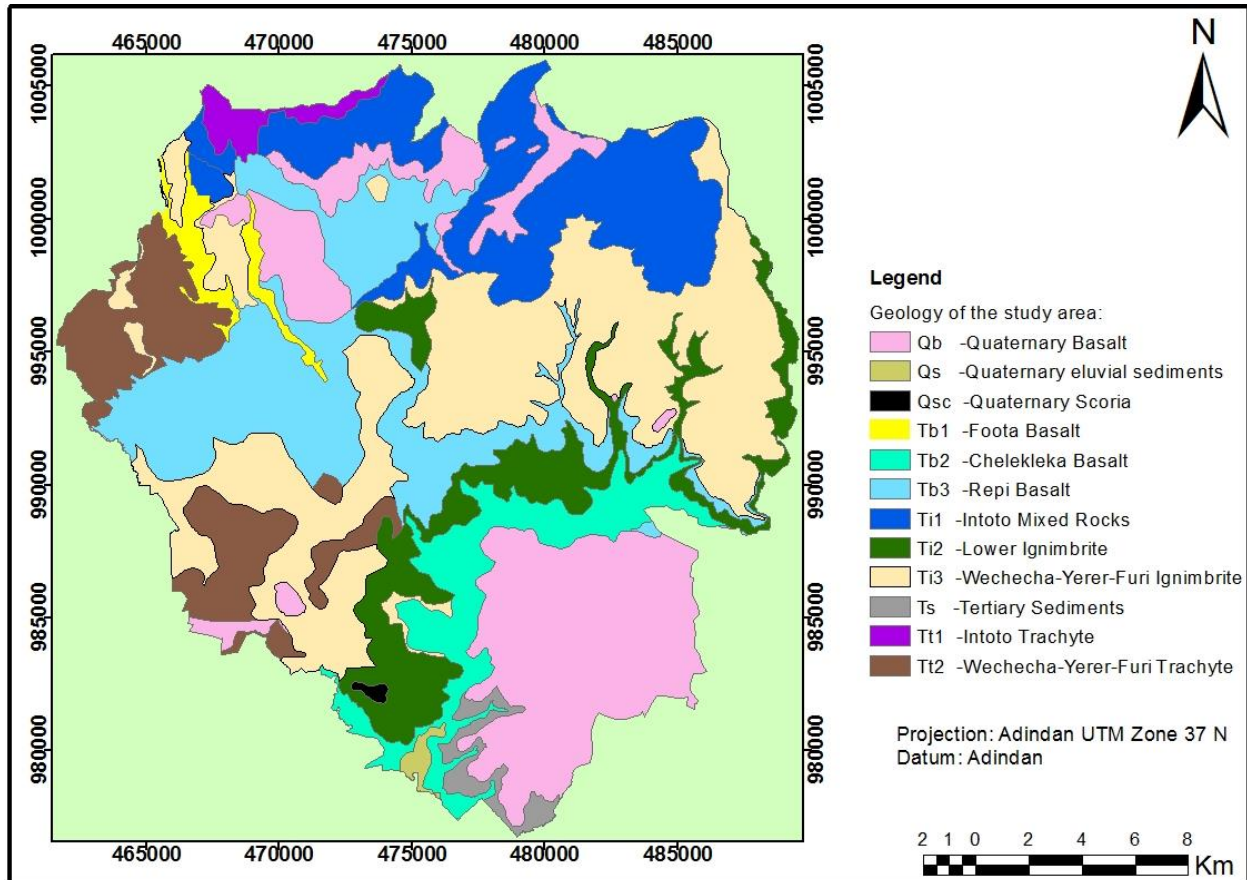 465000 470000 475000 480000 485000
N
1005000 1005000
1000000 1000000
995000 995000
990000 990000
985000 985000
980000 980000
465000 470000 475000 480000 485000
Legend
Geology of the study area:
Qb -Quaternary Basalt
Qs -Quaternary eluvial sediments
Qsc -Quaternary Scoria
Tb1 -Foota Basalt
Tb2 -Chelekleka Basalt
Tb3 -Repi Basalt
Ti1 -Intoto Mixed Rocks
Ti2 -Lower Ignimbrite
Ti3 -Wechecha-Yerer-Furi Ignimbrite
Ts -Tertiary Sediments
Tt1 -Intoto Trachyte
Tt2 -Wechecha-Yerer-Furi Trachyte
Projection: Adindan UTM Zone 37 N
Datum: Adindan
2 1 0 2 4 6 8
Km